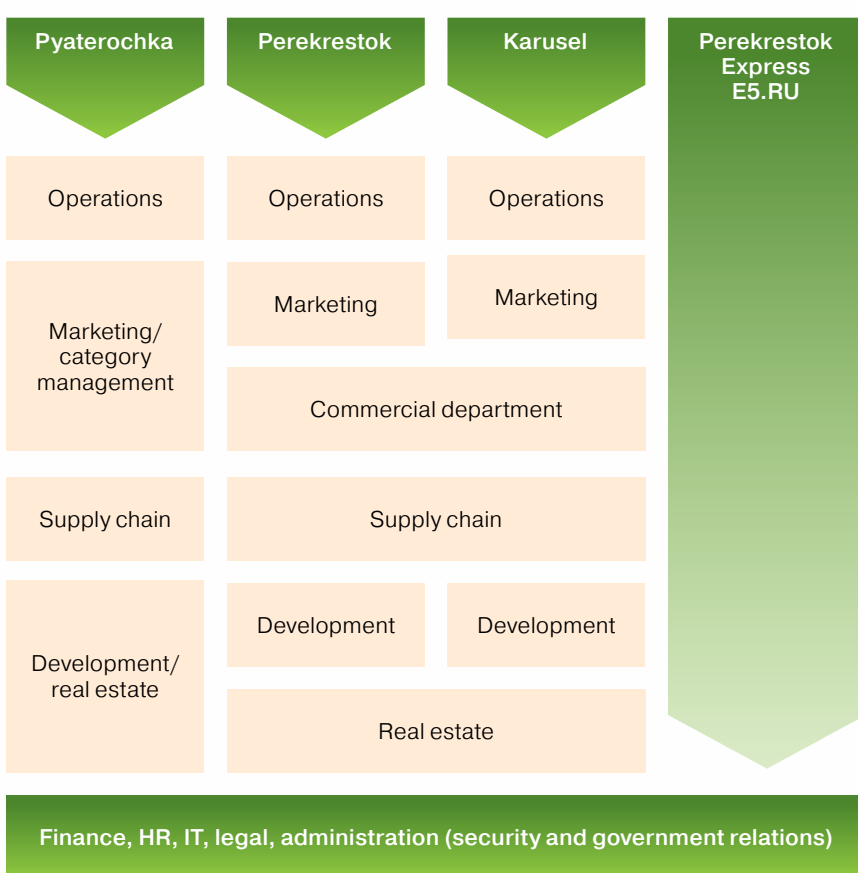 Pyaterochka
Perekrestok
Karusel
Perekrestok
Express
E5.RU
Operations
Operations
Operations
Marketing/
category
management
Marketing
Marketing
Commercial department
Supply chain
Supply chain
Development/
real estate
Development
Development
Real estate
Finance, HR, IT, legal, administration (security and government relations)